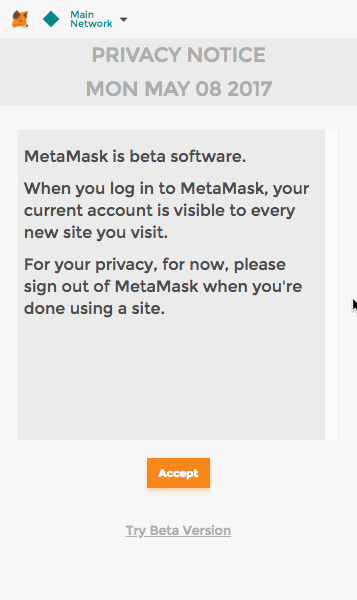 Main
Network
PRIVACY NOTICE
MON MAY 08 2017
MetaMask is beta software.
When you log in to MetaMask, your
current account is visible to every
new site you visit.
For your privacy, for now, please
sign out of MetaMask when you're
done using a site.
Accept
Try Beta Version